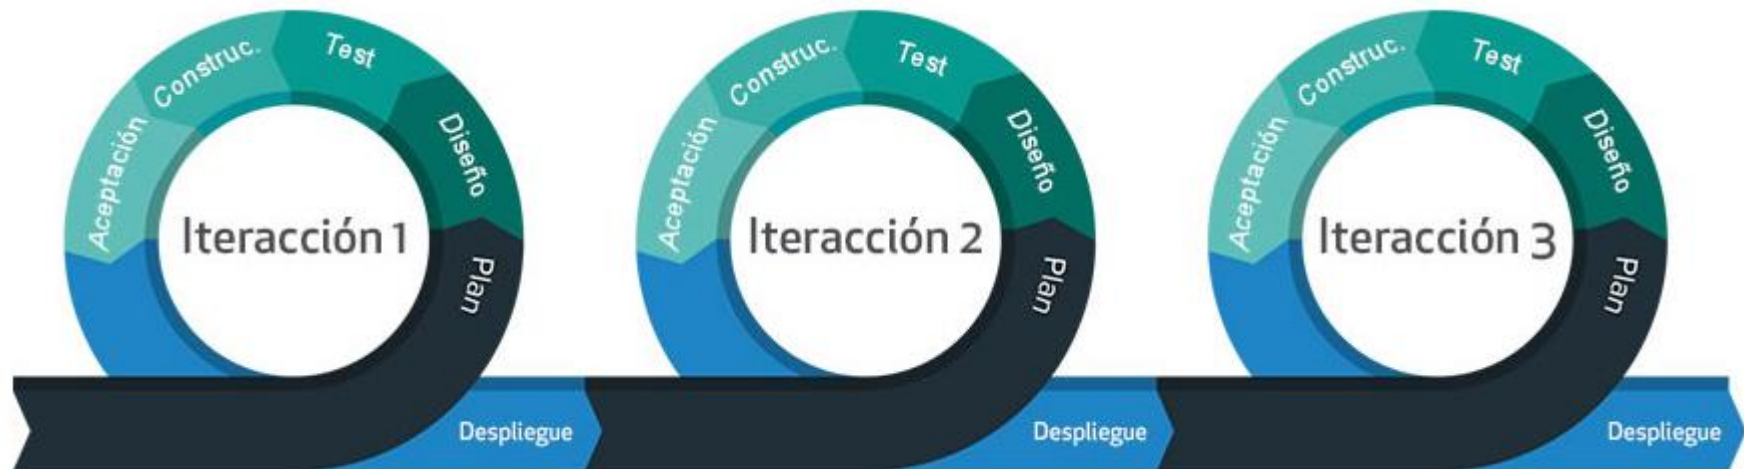 Construc.
Test
Aceptación
Diseño
Iteracción 1
Plan
Despliegue
Construc.
Test
Aceptación
Diseño
Iteracción 2
Plan
Despliegue
Construc.
Test
Aceptación
Diseño
Iteracción 3
Plan
Despliegue